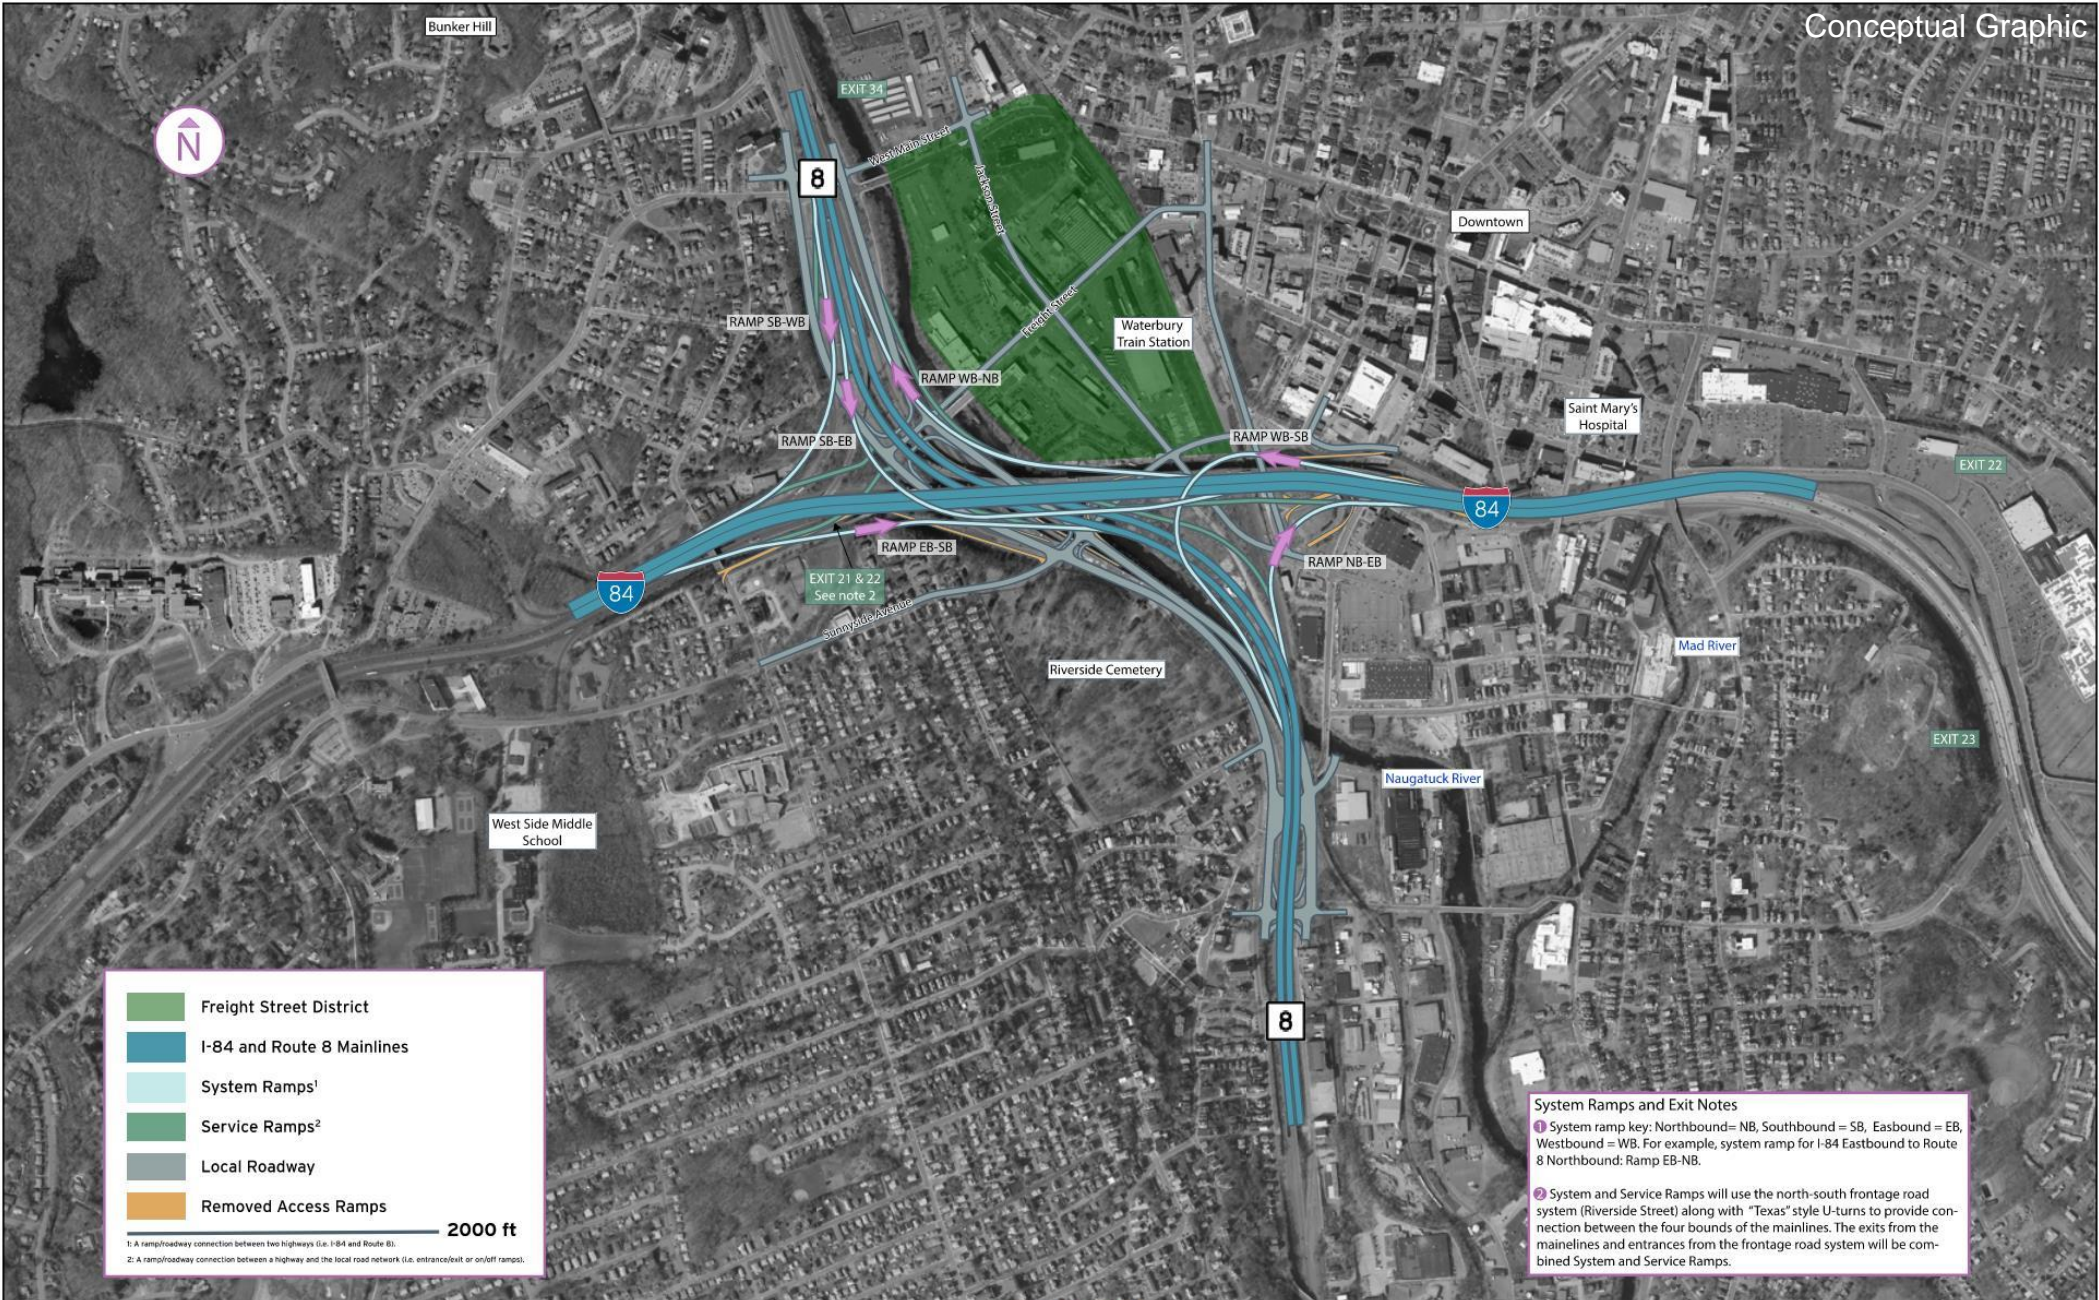 Conceptual Graphic
Bunker Hill
N
EXIT 34
West Main Street
8
Jackson Street
Downtown
RAMP SB-WB
Freight Street
Waterbury
Train Station
RAMP WB-NB
Saint Mary's
Hospital
RAMP SB-EB
RAMP WB-SB
EXIT 22
84
RAMP EB-SB
RAMP NB-EB
84
EXIT 21 & 22
See note 2
Sunnyside Avenue
Mad River
Riverside Cemetery
EXIT 23
Naugatuck River
West Side Middle
School
8
Freight Street District
I-84 and Route 8 Mainlines
System Ramps¹
Service Ramps²
Local Roadway
Removed Access Ramps
2000 ft
1: A ramp/roadway connection between two highways (i.e. I-84 and Route 8).
2: A ramp/roadway connection between a highway and the local road network (i.e. entrance/exit or on/off ramps).
System Ramps and Exit Notes
1 System ramp key: Northbound= NB, Southbound = SB, Easbound = EB,
Westbound = WB. For example, system ramp for I-84 Eastbound to Route
8 Northbound: Ramp EB-NB.
2 System and Service Ramps will use the north-south frontage road
system (Riverside Street) along with "Texas" style U-turns to provide con-
nection between the four bounds of the mainlines. The exits from the
mainelines and entrances from the frontage road system will be com-
bined System and Service Ramps.